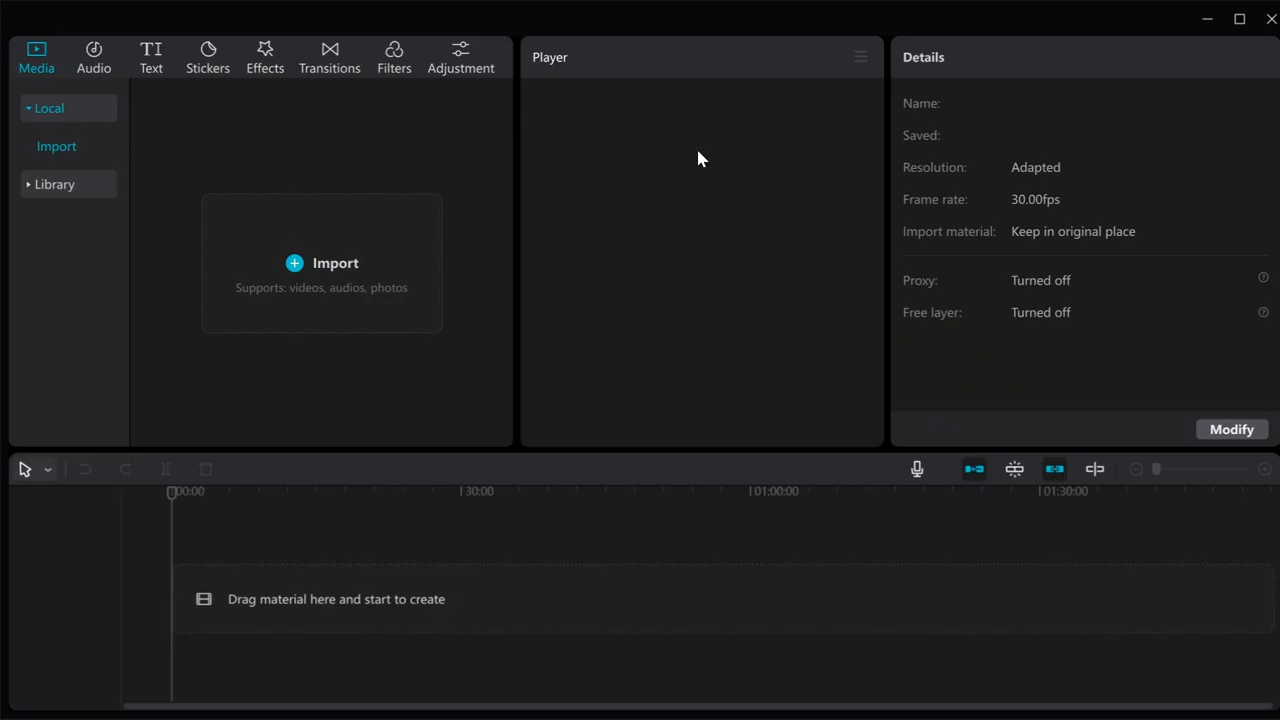 Media
Audio
Text
Stickers
Effects
Transitions
Filters
Adjustment
Local
Import
Library
Import
Supports: videos, audios, photos
Player
Details
Name:
Saved:
Resolution: Adapted
Frame rate: 30.00fps
Import material: Keep in original place
Proxy: Turned off
Free layer: Turned off
Modify
00:00 30:00 01:00:00 01:30:00
Drag material here and start to create